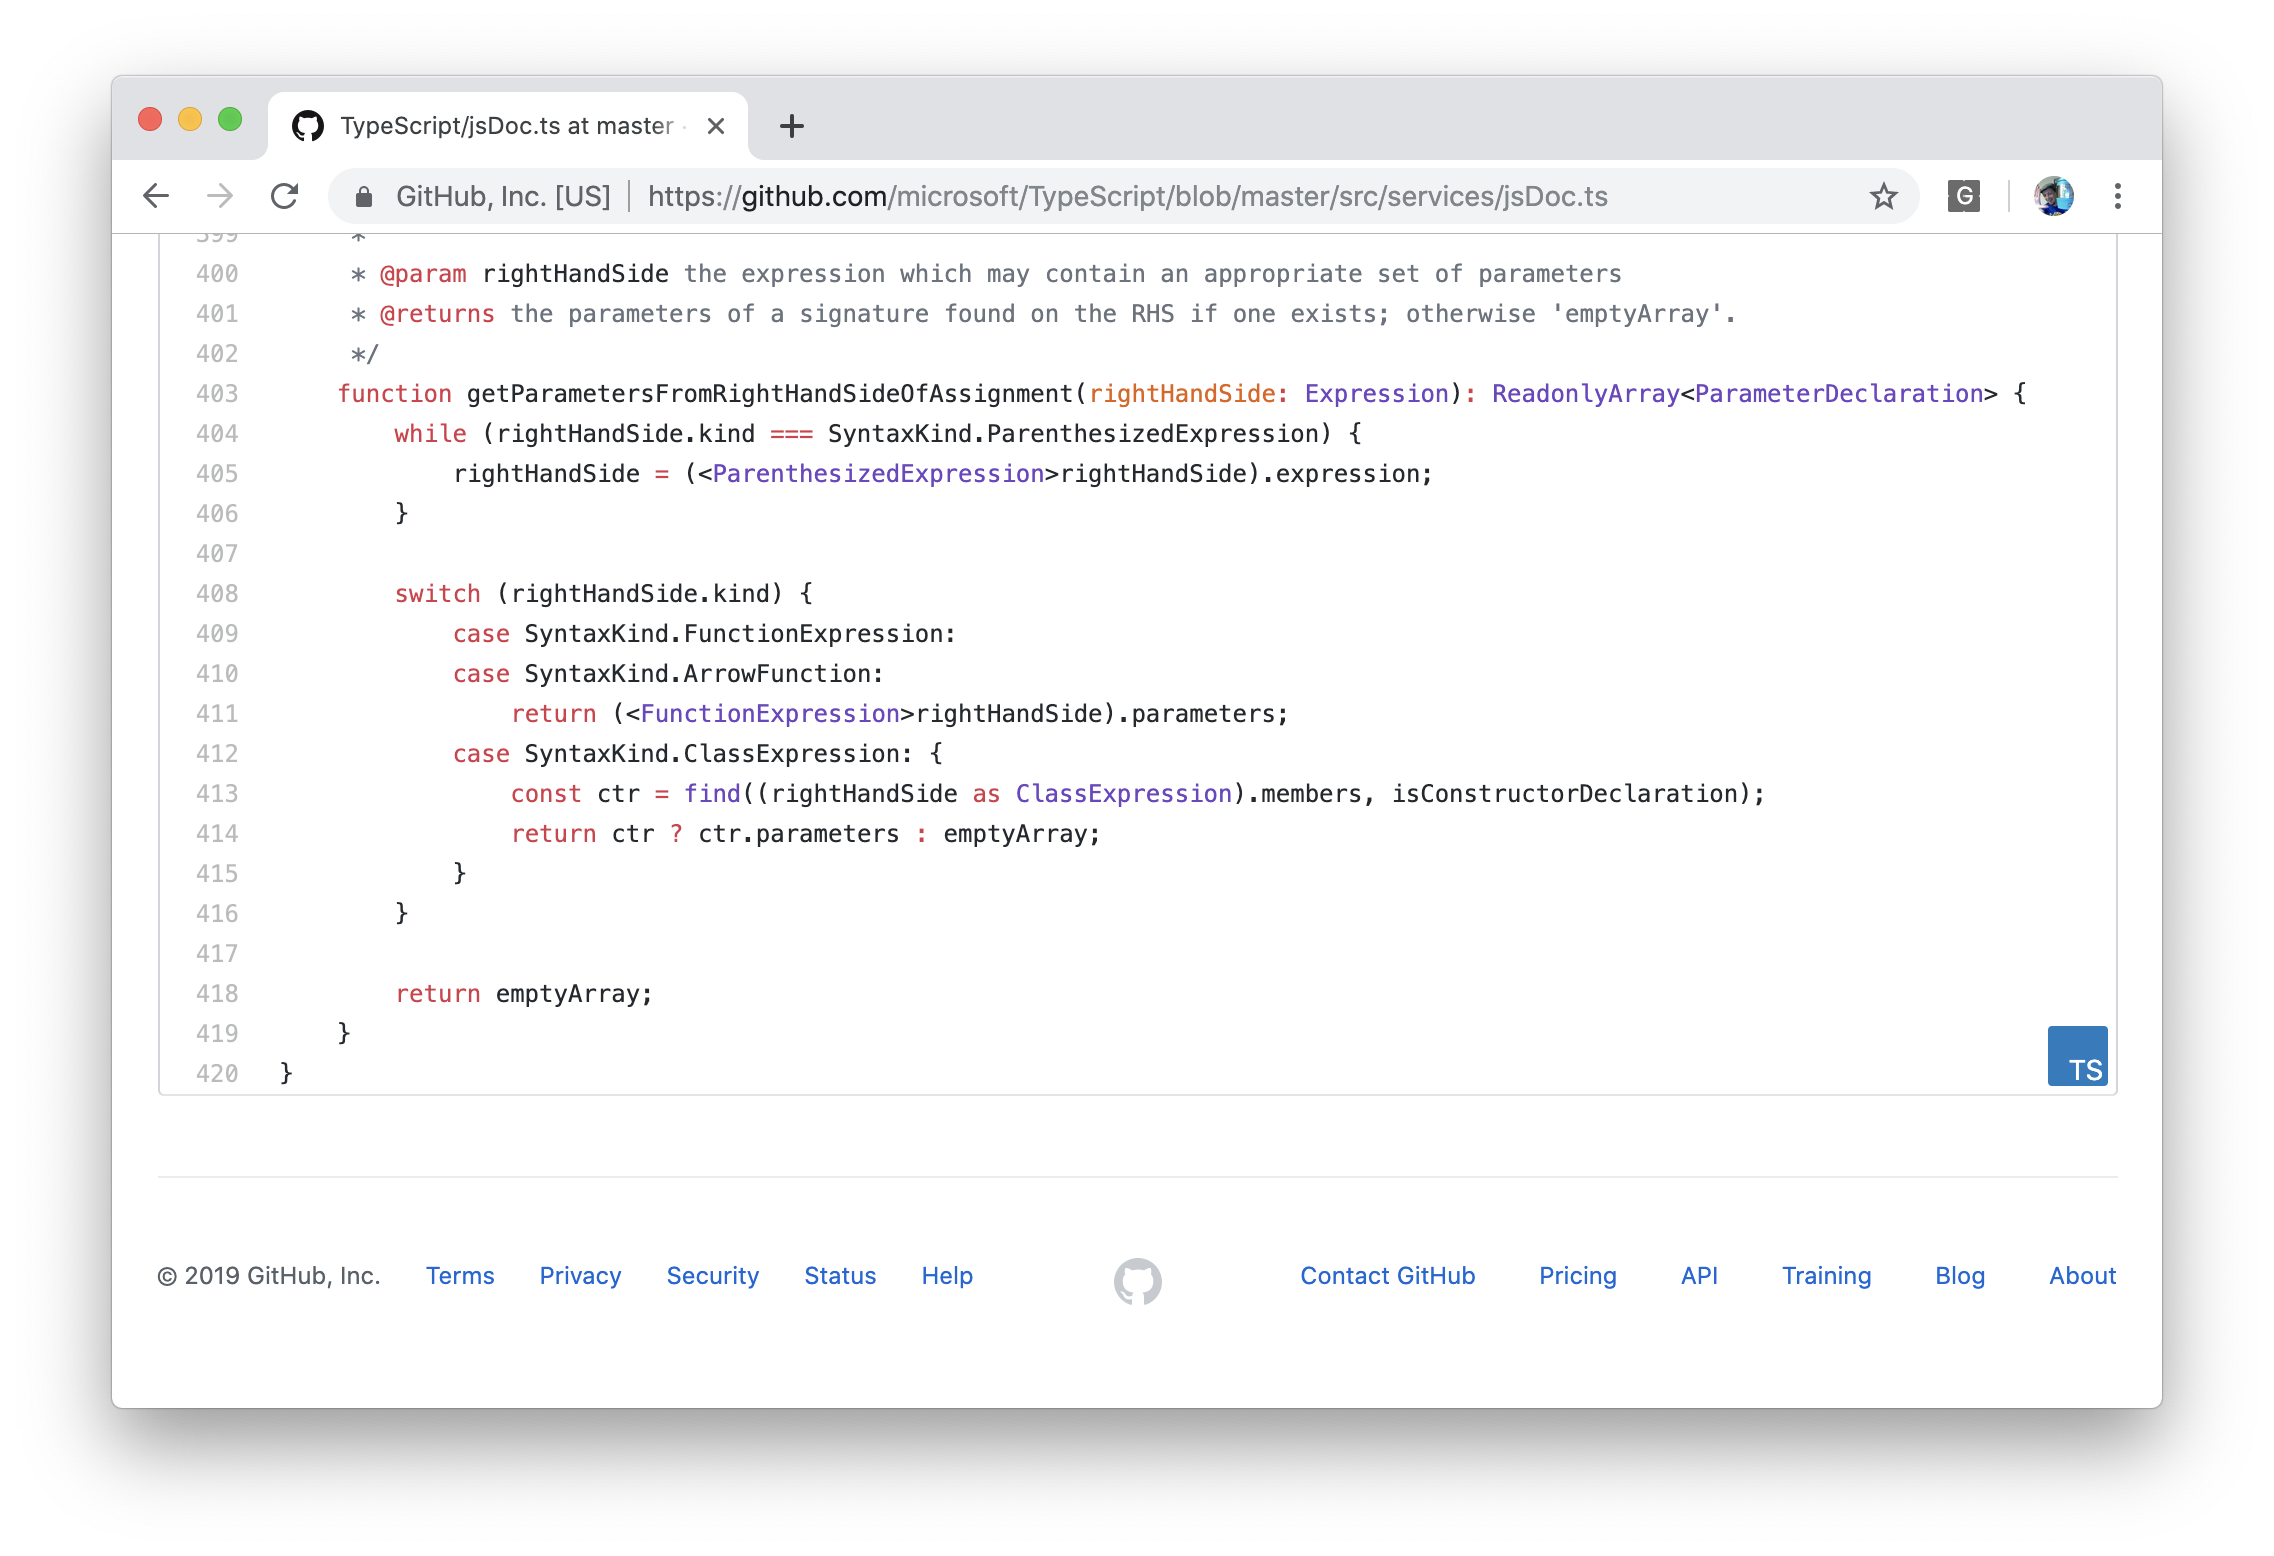 TypeScript/jsDoc.ts at master
GitHub, Inc. [US] https://github.com/microsoft/TypeScript/blob/master/src/services/jsDoc.ts
G
399 *
400 * @param rightHandSide the expression which may contain an appropriate set of parameters
401 * @returns the parameters of a signature found on the RHS if one exists; otherwise 'emptyArray'.
402 */
403 function getParametersFromRightHandSideOfAssignment(rightHandSide: Expression): ReadonlyArray<ParameterDeclaration> {
404 while (rightHandSide.kind === SyntaxKind.ParenthesizedExpression) {
405 rightHandSide = (<ParenthesizedExpression>rightHandSide).expression;
406 }
407
408 switch (rightHandSide.kind) {
409 case SyntaxKind.FunctionExpression:
410 case SyntaxKind.ArrowFunction:
411 return (<FunctionExpression>rightHandSide).parameters;
412 case SyntaxKind.ClassExpression: {
413 const ctr = find((rightHandSide as ClassExpression).members, isConstructorDeclaration);
414 return ctr ? ctr.parameters : emptyArray;
415 }
416 }
417
418 return emptyArray;
419 }
420 }
TS
© 2019 GitHub, Inc. Terms Privacy Security Status Help Contact GitHub Pricing API Training Blog About